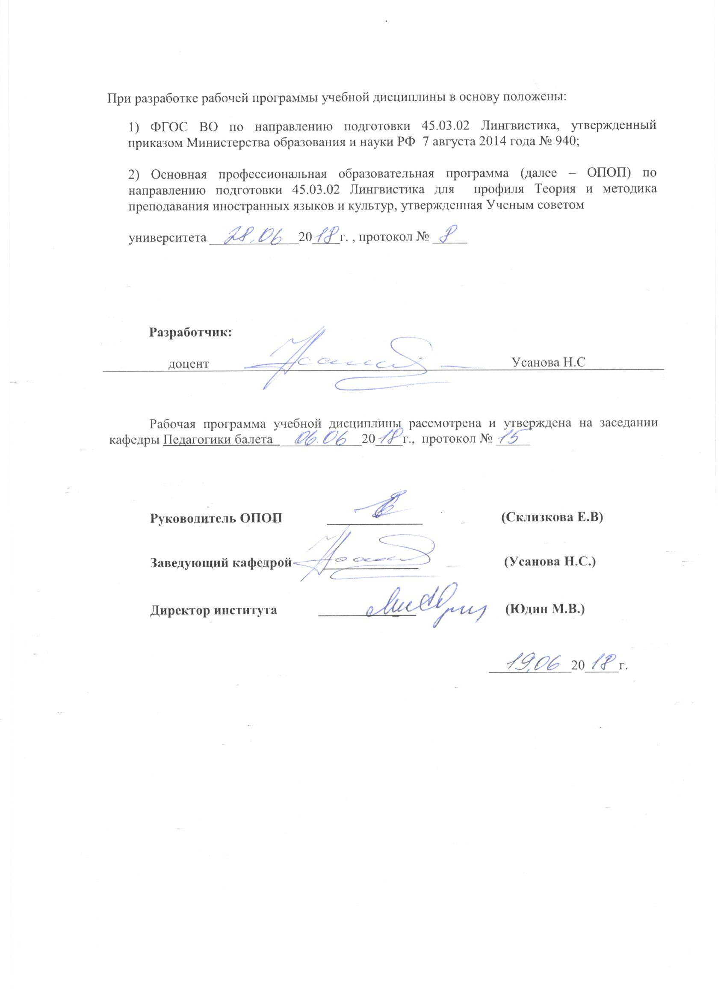 При разработке рабочей программы учебной дисциплины в основу положены:
1) ФГОС ВО по направлению подготовки 45.03.02 Лингвистика, утвержденный
приказом Министерства образования и науки РФ 7 августа 2014 года № 940;
2) Основная профессиональная образовательная программа (далее – ОПОП) по
направлению подготовки 45.03.02 Лингвистика для профиля Теория и методика
преподавания иностранных языков и культур, утвержденная Ученым советом
университета 28.06 2018 г. , протокол № 8
Разработчик:
доцент Усанова Н.С
Рабочая программа учебной дисциплины рассмотрена и утверждена на заседании
кафедры Педагогики балета 06.06 2018 г., протокол № 15
Руководитель ОПОП (Склизкова Е.В)
Заведующий кафедрой (Усанова Н.С.)
Директор института (Юдин М.В.)
19.06 2018 г.